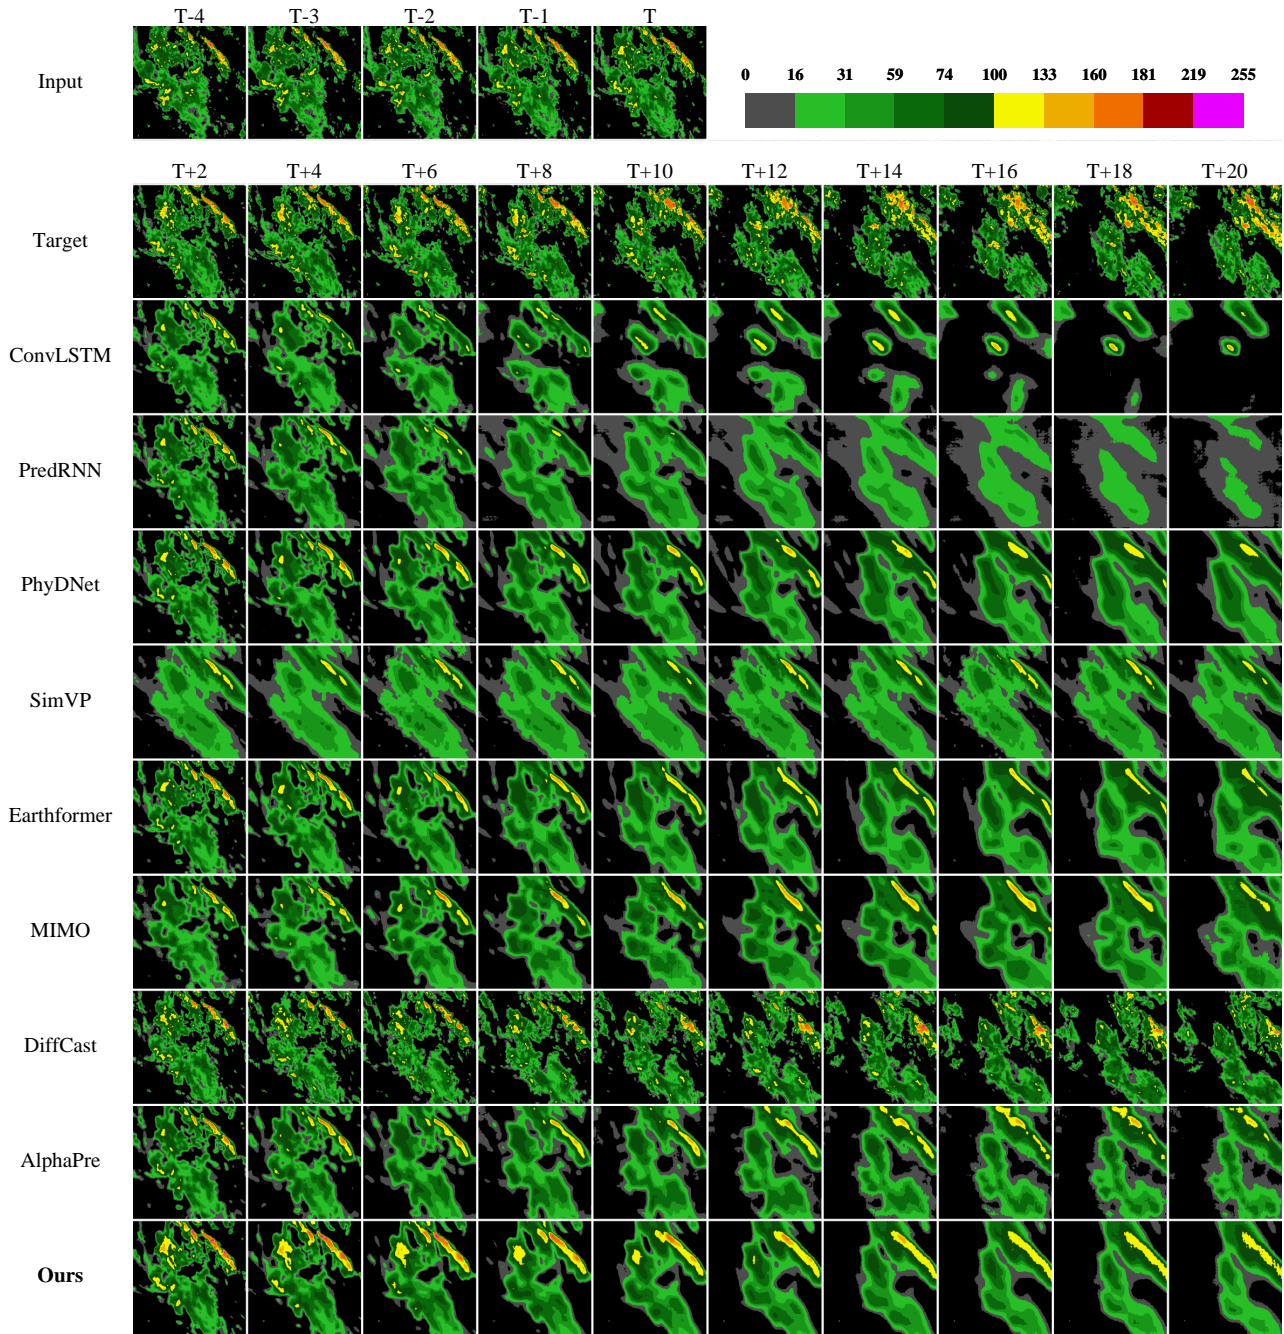 T-4 T-3 T-2 T-1 T
Input
0 16 31 59 74 100 133 160 181 219 255
T+2 T+4 T+6 T+8 T+10 T+12 T+14 T+16 T+18 T+20
Target
ConvLSTM
PredRNN
PhyDNet
SimVP
Earthformer
MIMO
DiffCast
AlphaPre
Ours